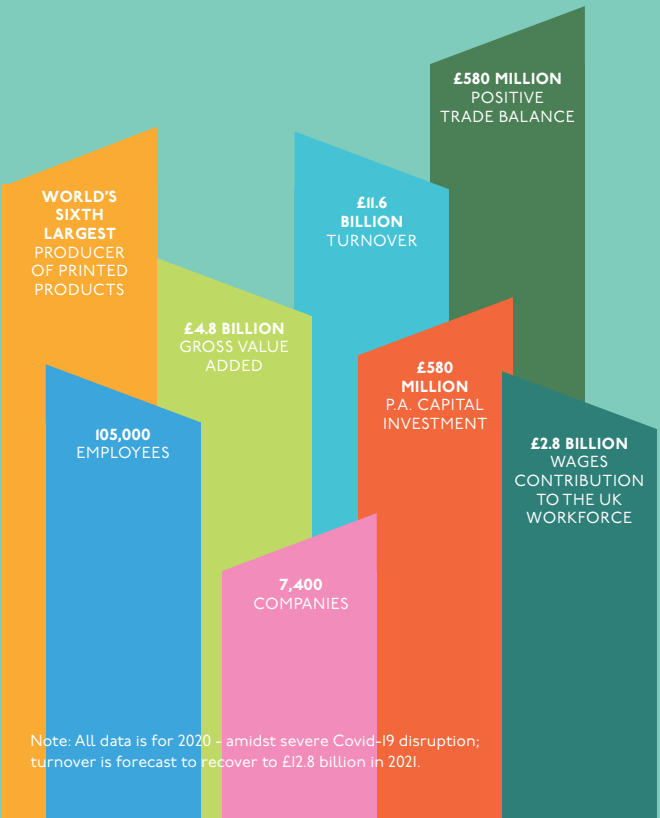 £580 MILLION
POSITIVE
TRADE BALANCE
WORLD'S
SIXTH
LARGEST
PRODUCER
OF PRINTED
PRODUCTS
£11.6
BILLION
TURNOVER
£4.8 BILLION
GROSS VALUE
ADDED
£580
MILLION
P.A. CAPITAL
INVESTMENT
105,000
EMPLOYEES
£2.8 BILLION
WAGES
CONTRIBUTION
TO THE UK
WORKFORCE
7,400
COMPANIES
Note: All data is for 2020 - amidst severe Covid-19 disruption;
turnover is forecast to recover to £12.8 billion in 2021.